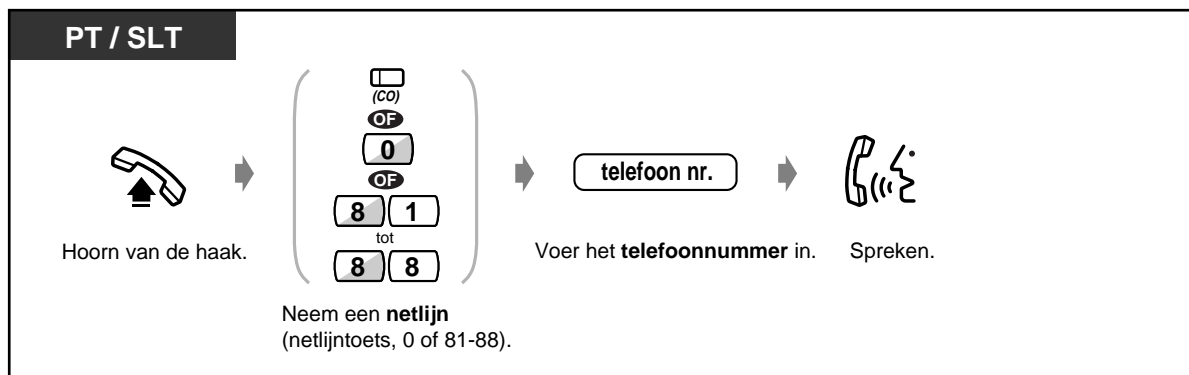 PT / SLT
(CO)
OF
0
OF
8 1
tot
8 8
telefoon nr.
Hoorn van de haak.
Neem een netlijn
(netlijntoets, 0 of 81-88).
Voer het telefoonnummer in.
Spreken.